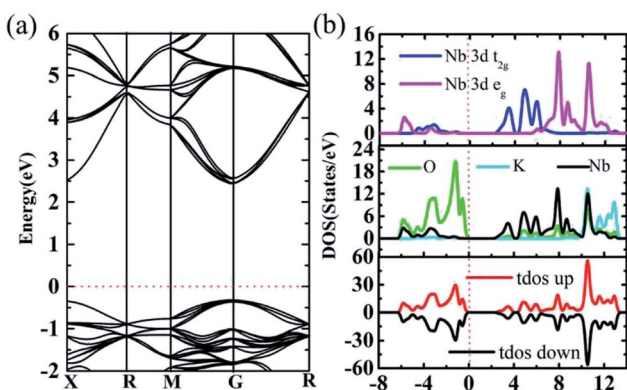 (a)
Energy(eV)
6
5
4
3
2
1
0
-1
-2
X R M G R
(b)
DOS(States/eV)
16
12
8
4
0
Nb 3d t2g
Nb 3d eg
24
18
12
6
0
O K Nb
60
30
0
-30
-60
tdos up
tdos down
-8 -4 0 4 8 12